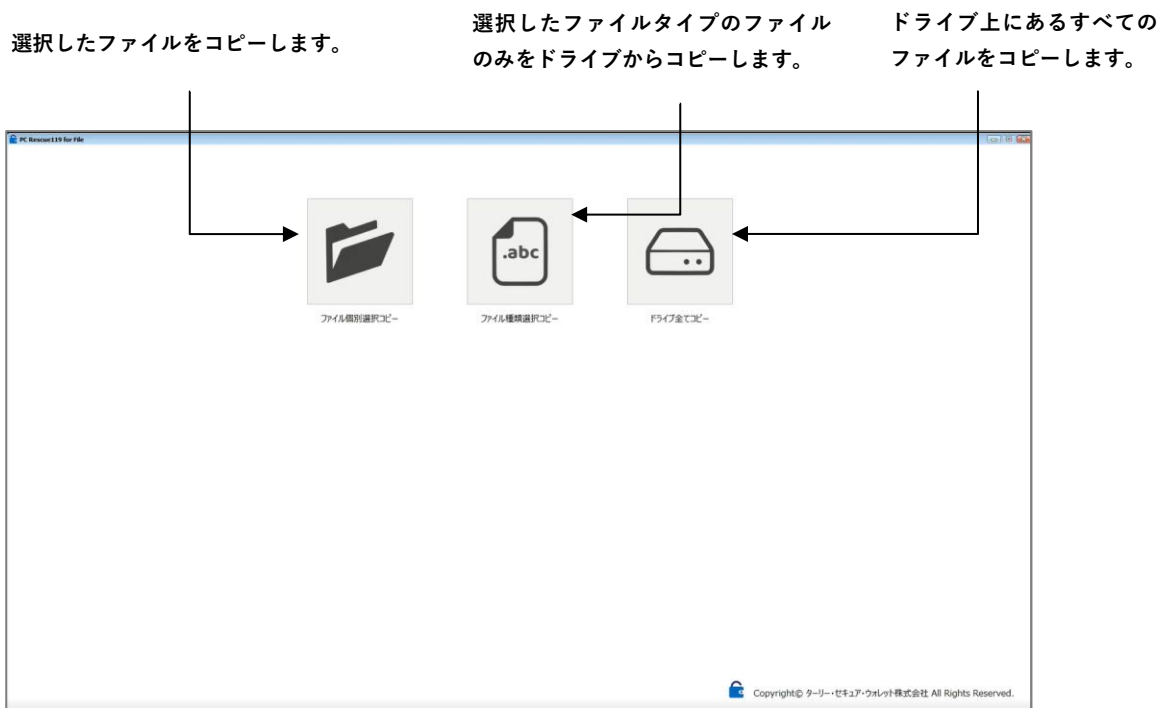 選択したファイルをコピーします。
選択したファイルタイプのファイル
のみをドライブからコピーします。
ドライブ上にあるすべての
ファイルをコピーします。
PC Rescue119 for File
.abc
ファイル個別選択コピー
ファイル種類選択コピー
ドライブ全てコピー
Copyright© ターリー・セキュア・ウォレット株式会社 All Rights Reserved.